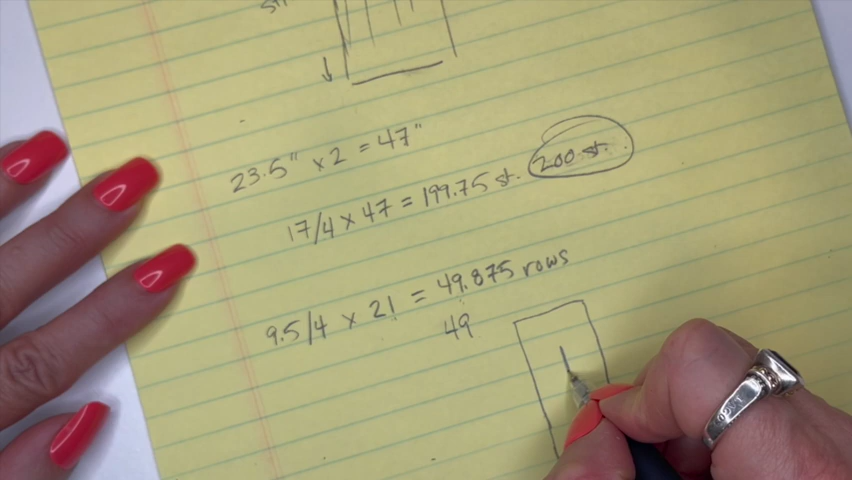 23.5" x 2 = 47"
17/4 x 47 = 199.75 st. 200 st.
9.5/4 x 21 = 49.875 rows
49